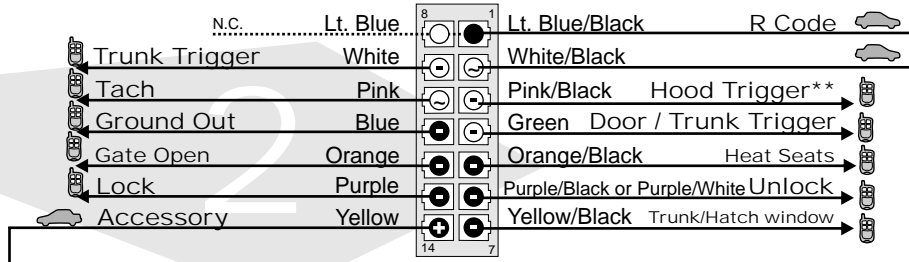 N.C. Lt. Blue 8 1 Lt. Blue/Black R Code
Trunk Trigger White White/Black
Tach Pink Pink/Black Hood Trigger**
Ground Out Blue Green Door / Trunk Trigger
Gate Open Orange Orange/Black Heat Seats
Lock Purple Purple/Black or Purple/White Unlock
Accessory Yellow Yellow/Black Trunk/Hatch window
14 7
2